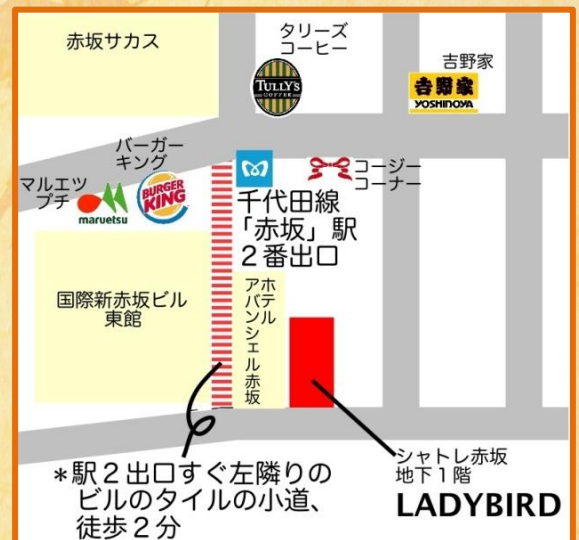 赤坂サカス
タリーズ
コーヒー
TULLY'S
COFFEE
吉野家
吉野家
YOSHINOYA
バーガー
キング
BURGER
KING
マルエツ
プチ
maruetsu
コージー
コーナー
千代田線
「赤坂」駅
2番出口
国際新赤坂ビル
東館
ホテル
アバンシェル赤坂
*駅2出口すぐ左隣りの
ビルのタイルの小道、
徒歩2分
シャトレ赤坂
地下1階
LADYBIRD